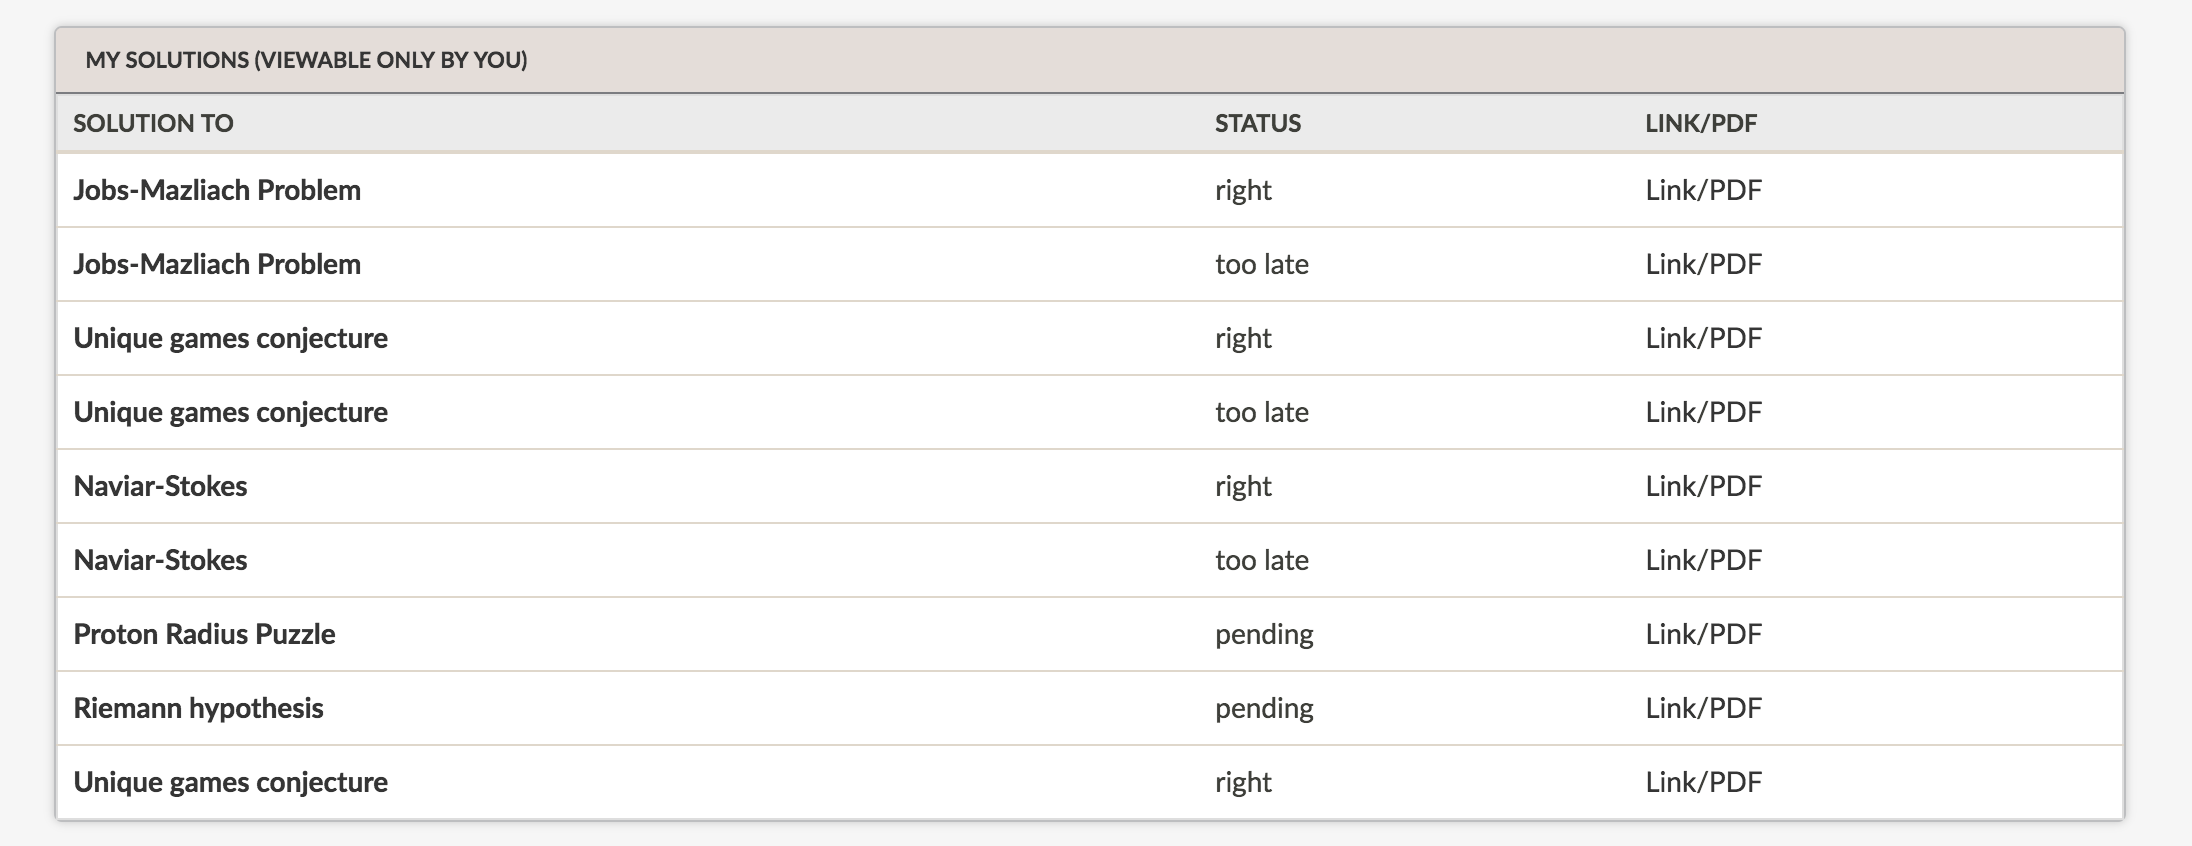 MY SOLUTIONS (VIEWABLE ONLY BY YOU)
SOLUTION TO STATUS LINK/PDF
Jobs-Mazliach Problem right Link/PDF
Jobs-Mazliach Problem too late Link/PDF
Unique games conjecture right Link/PDF
Unique games conjecture too late Link/PDF
Naviar-Stokes right Link/PDF
Naviar-Stokes too late Link/PDF
Proton Radius Puzzle pending Link/PDF
Riemann hypothesis pending Link/PDF
Unique games conjecture right Link/PDF